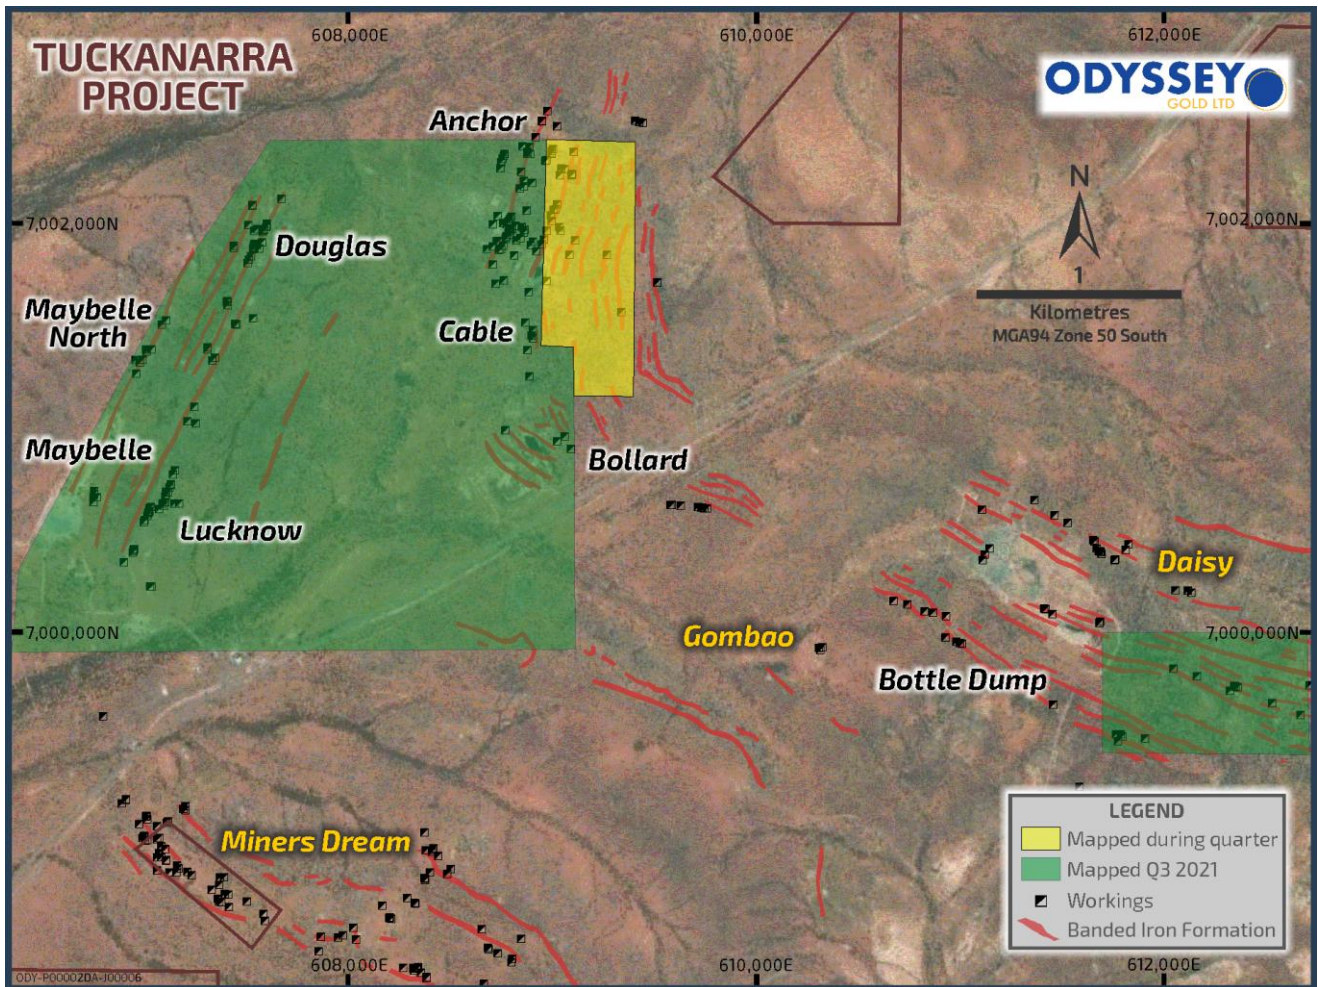 608,000E
610,000E
612,000E
TUCKANARRA
PROJECT
ODYSSEY
GOLD LTD
Anchor
N
7,002,000N
7,002,000N
Douglas
1
Kilometres
MGA94 Zone 50 South
Maybelle
North
Cable
Maybelle
Bollard
Lucknow
Daisy
7,000,000N
7,000,000N
Gombao
Bottle Dump
Miners Dream
LEGEND
Mapped during quarter
Mapped Q3 2021
Workings
Banded Iron Formation
608,000E
610,000E
612,000E